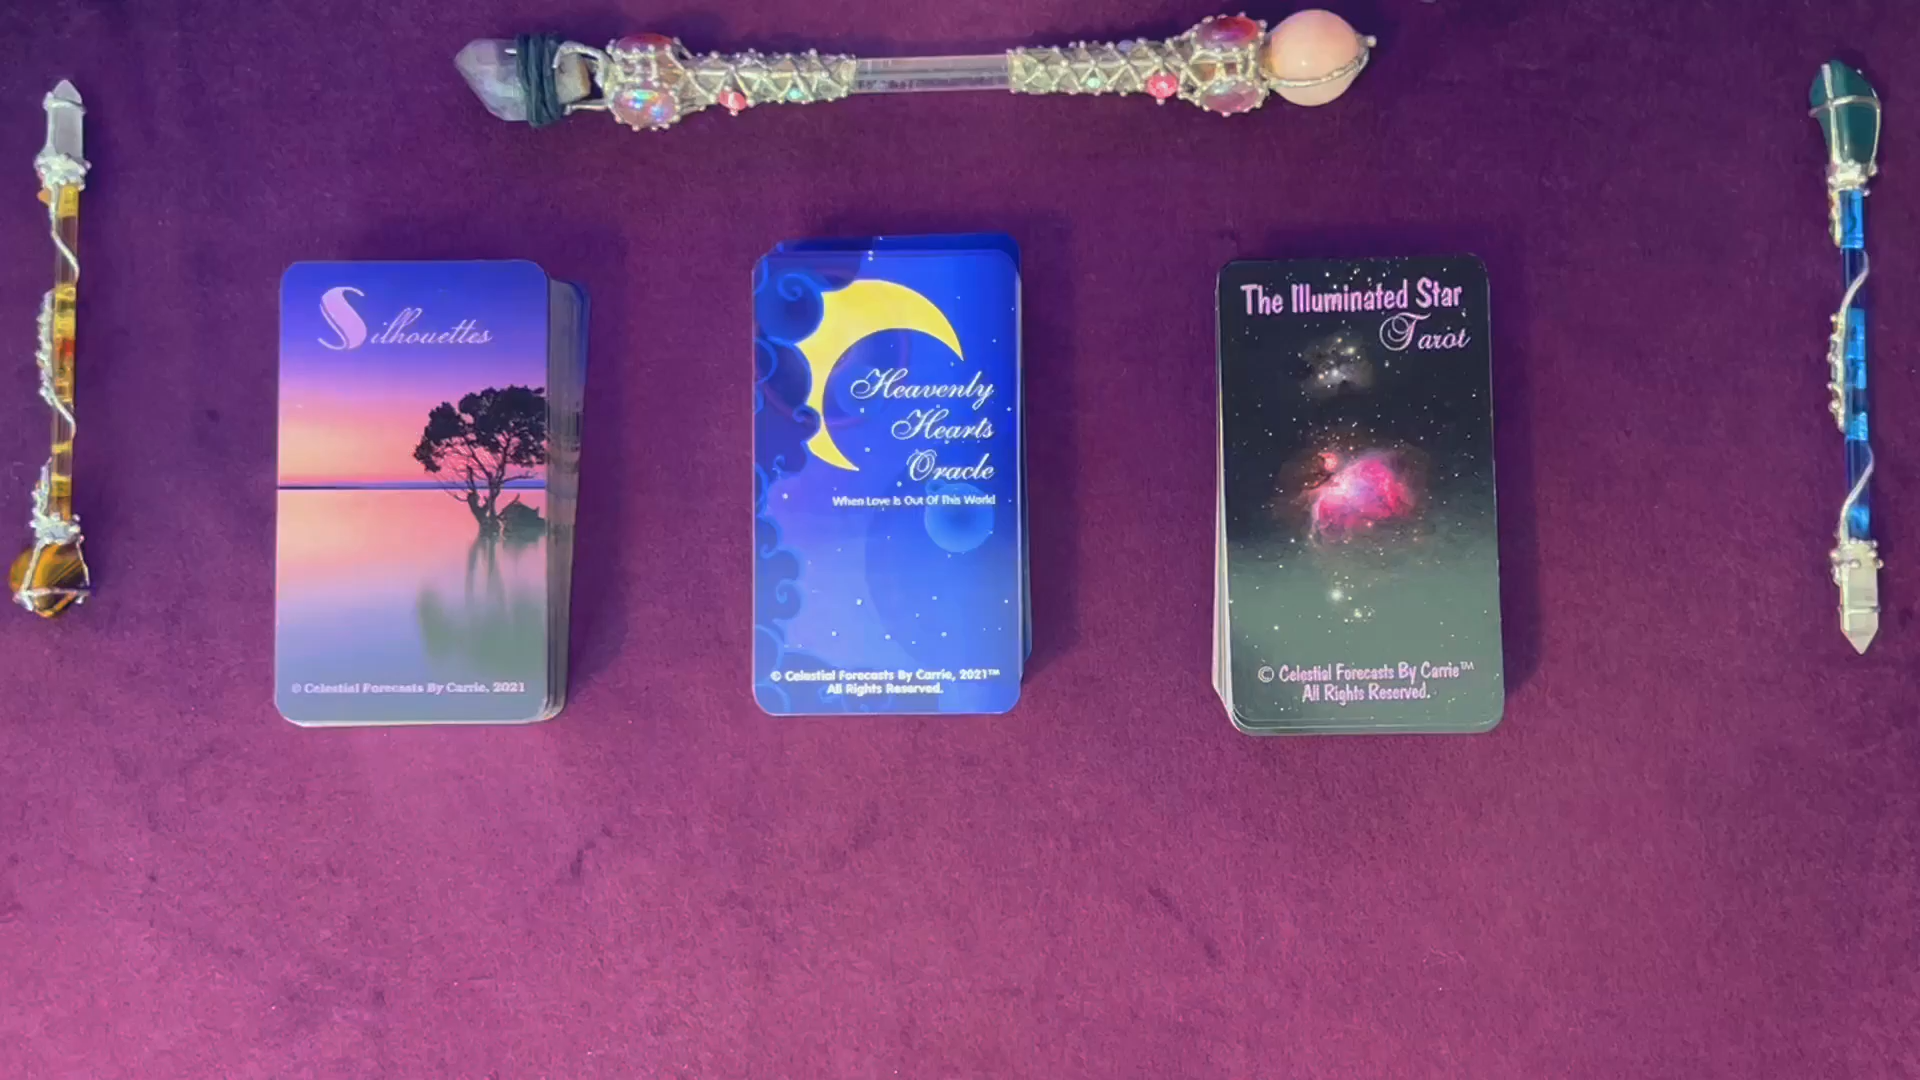 Silhouettes
© Celestial Forecasts By Carrie, 2021
Heavenly
Hearts
Oracle
When Love Is Out Of This World
© Celestial Forecasts By Carrie, 2021™
All Rights Reserved.
The Illuminated Star
Tarot
© Celestial Forecasts By Carrie™
All Rights Reserved.